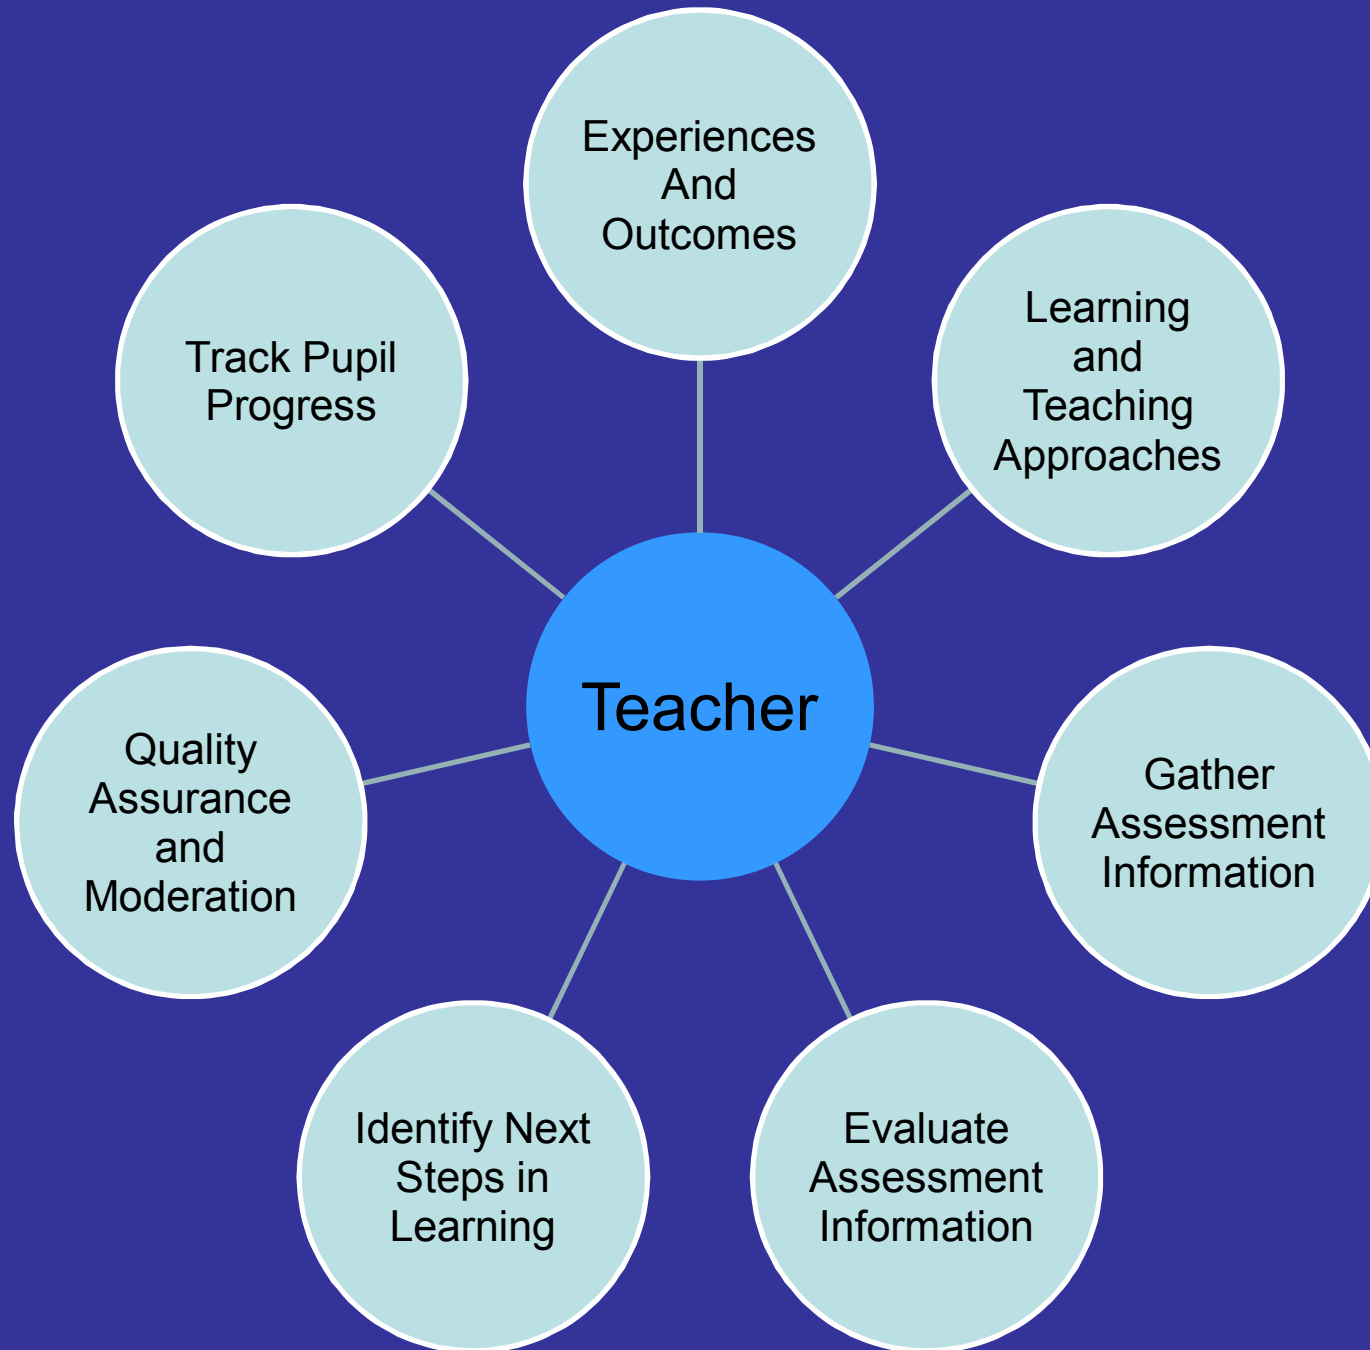 Experiences
And
Outcomes
Learning
and
Teaching
Approaches
Gather
Assessment
Information
Evaluate
Assessment
Information
Identify Next
Steps in
Learning
Quality
Assurance
and
Moderation
Track Pupil
Progress
Teacher